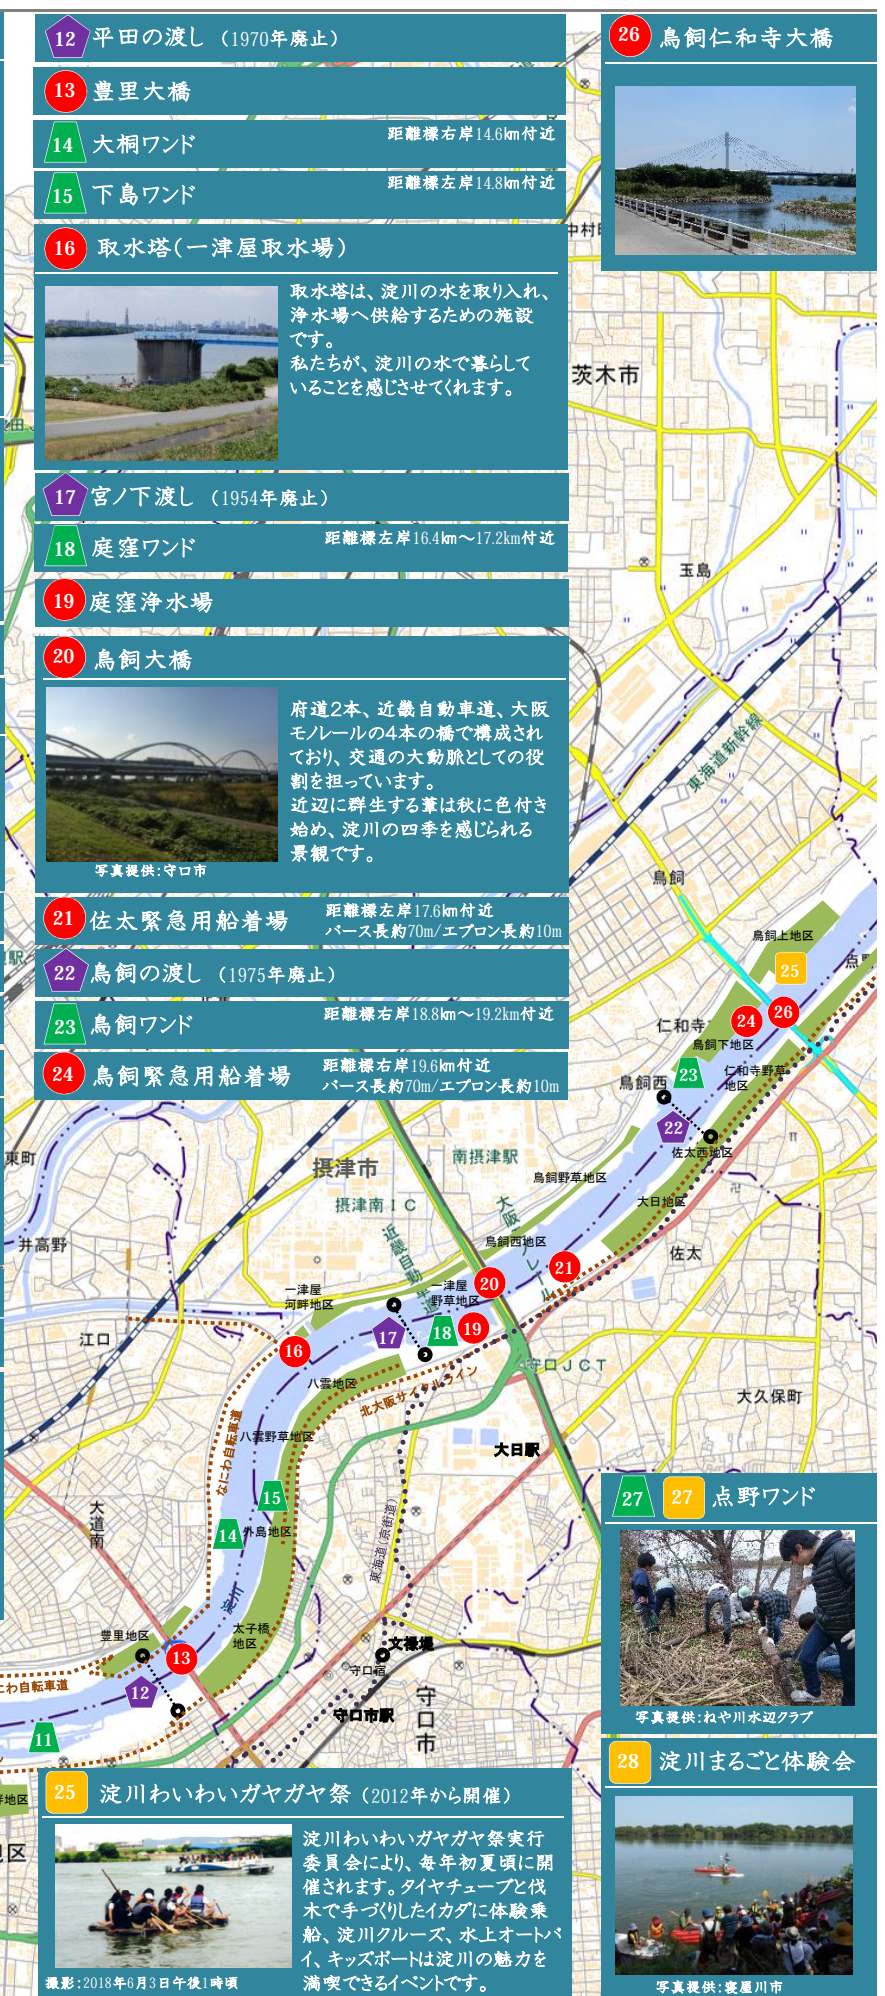 12 平田の渡し （1970年廃止）
13 豊里大橋
14 大桐ワンド 距離標右岸14.6km付近
15 下島ワンド 距離標左岸14.8km付近
16 取水塔(一津屋取水場)
取水塔は、淀川の水を取り入れ、
浄水場へ供給するための施設
です。
私たちが、淀川の水で暮らして
いることを感じさせてくれます。
17 宮ノ下渡し （1954年廃止）
18 庭窪ワンド 距離標左岸16.4km～17.2km付近
19 庭窪浄水場
20 鳥飼大橋
府道2本、近畿自動車道、大阪
モノレールの4本の橋で構成され
ており、交通の大動脈としての役
割を担っています。
近辺に群生する葦は秋に色付き
始め、淀川の四季を感じられる
景観です。
写真提供：守口市
21 佐太緊急用船着場 距離標左岸17.6km付近
バース長約70m/エプロン長約10m
22 鳥飼の渡し （1975年廃止）
23 鳥飼ワンド 距離標右岸18.8km～19.2km付近
24 鳥飼緊急用船着場 距離標右岸19.6km付近
バース長約70m/エプロン長約10m
26 鳥飼仁和寺大橋
茨木市
玉島
東海道新幹線
鳥飼
鳥飼上地区
25
24
26
仁和寺
鳥飼下地区
23
仁和寺野草
地区
鳥飼西
22
佐太西地区
東町
摂津市
南摂津駅
鳥飼野草地区
大日地区
摂津南IC
大阪モノレール
近畿自動車道
井高野
鳥飼西地区
佐太
21
20
一津屋
河畔地区
一津屋
野草地区
17
18
19
江口
16
守口JCT
八雲地区
北大阪サイクルライン
大久保町
なにわ自転車道
八雲野草地区
大日駅
15
大道南
14
外島地区
東海道(京街道)
淀川
豊里地区
太子橋
地区
13
文禄堤
守口宿
12
にわ自転車道
守口市駅
守口市
11
地区
27 27 点野ワンド
写真提供：ねや川水辺クラブ
25 淀川わいわいガヤガヤ祭 （2012年から開催）
淀川わいわいガヤガヤ祭実行
委員会により、毎年初夏頃に開
催されます。タイヤチューブと伐
木で手づくりしたイカダに体験乗
船、淀川クルーズ、水上オートバ
イ、キッズボートは淀川の魅力を
満喫できるイベントです。
撮影：2018年6月3日午後1時頃
28 淀川まるごと体験会
写真提供：寝屋川市